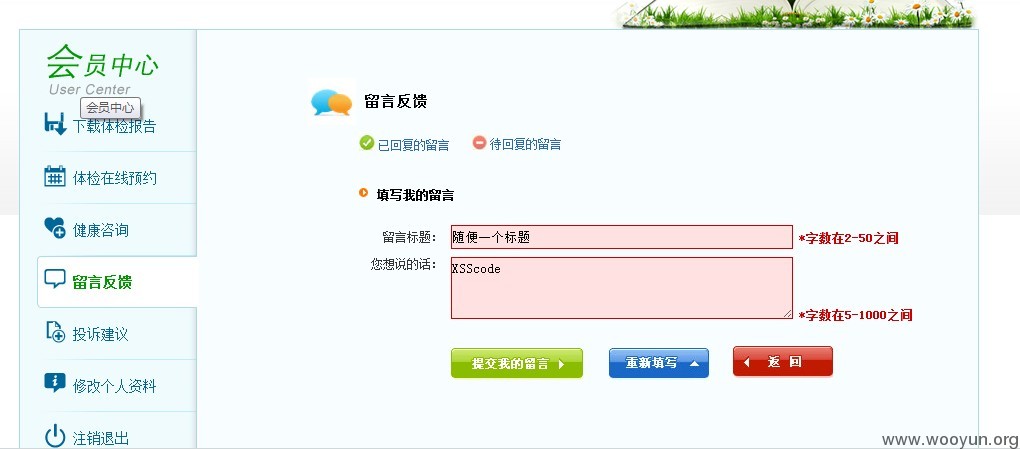 会员中心
User Center
会员中心
下载体检报告
体检在线预约
健康咨询
留言反馈
投诉建议
修改个人资料
注销退出
留言反馈
已回复的留言 待回复的留言
填写我的留言
留言标题: 随便一个标题 *字数在2-50之间
您想说的话: XSScode
*字数在5-1000之间
提交我的留言 重新填写 返 回
www.wooyun.org